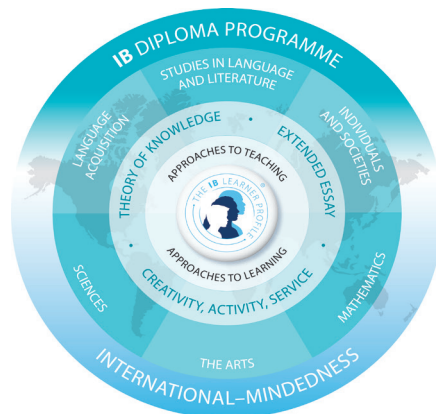 IB DIPLOMA PROGRAMME
STUDIES IN LANGUAGE
AND LITERATURE
LANGUAGE
ACQUISITION
INDIVIDUALS
AND SOCIETIES
THEORY OF KNOWLEDGE
•
EXTENDED ESSAY
•
APPROACHES TO TEACHING
THE IB LEARNER PROFILE
®
APPROACHES TO LEARNING
CREATIVITY, ACTIVITY, SERVICE
•
SCIENCES
MATHEMATICS
THE ARTS
INTERNATIONAL–MINDEDNESS